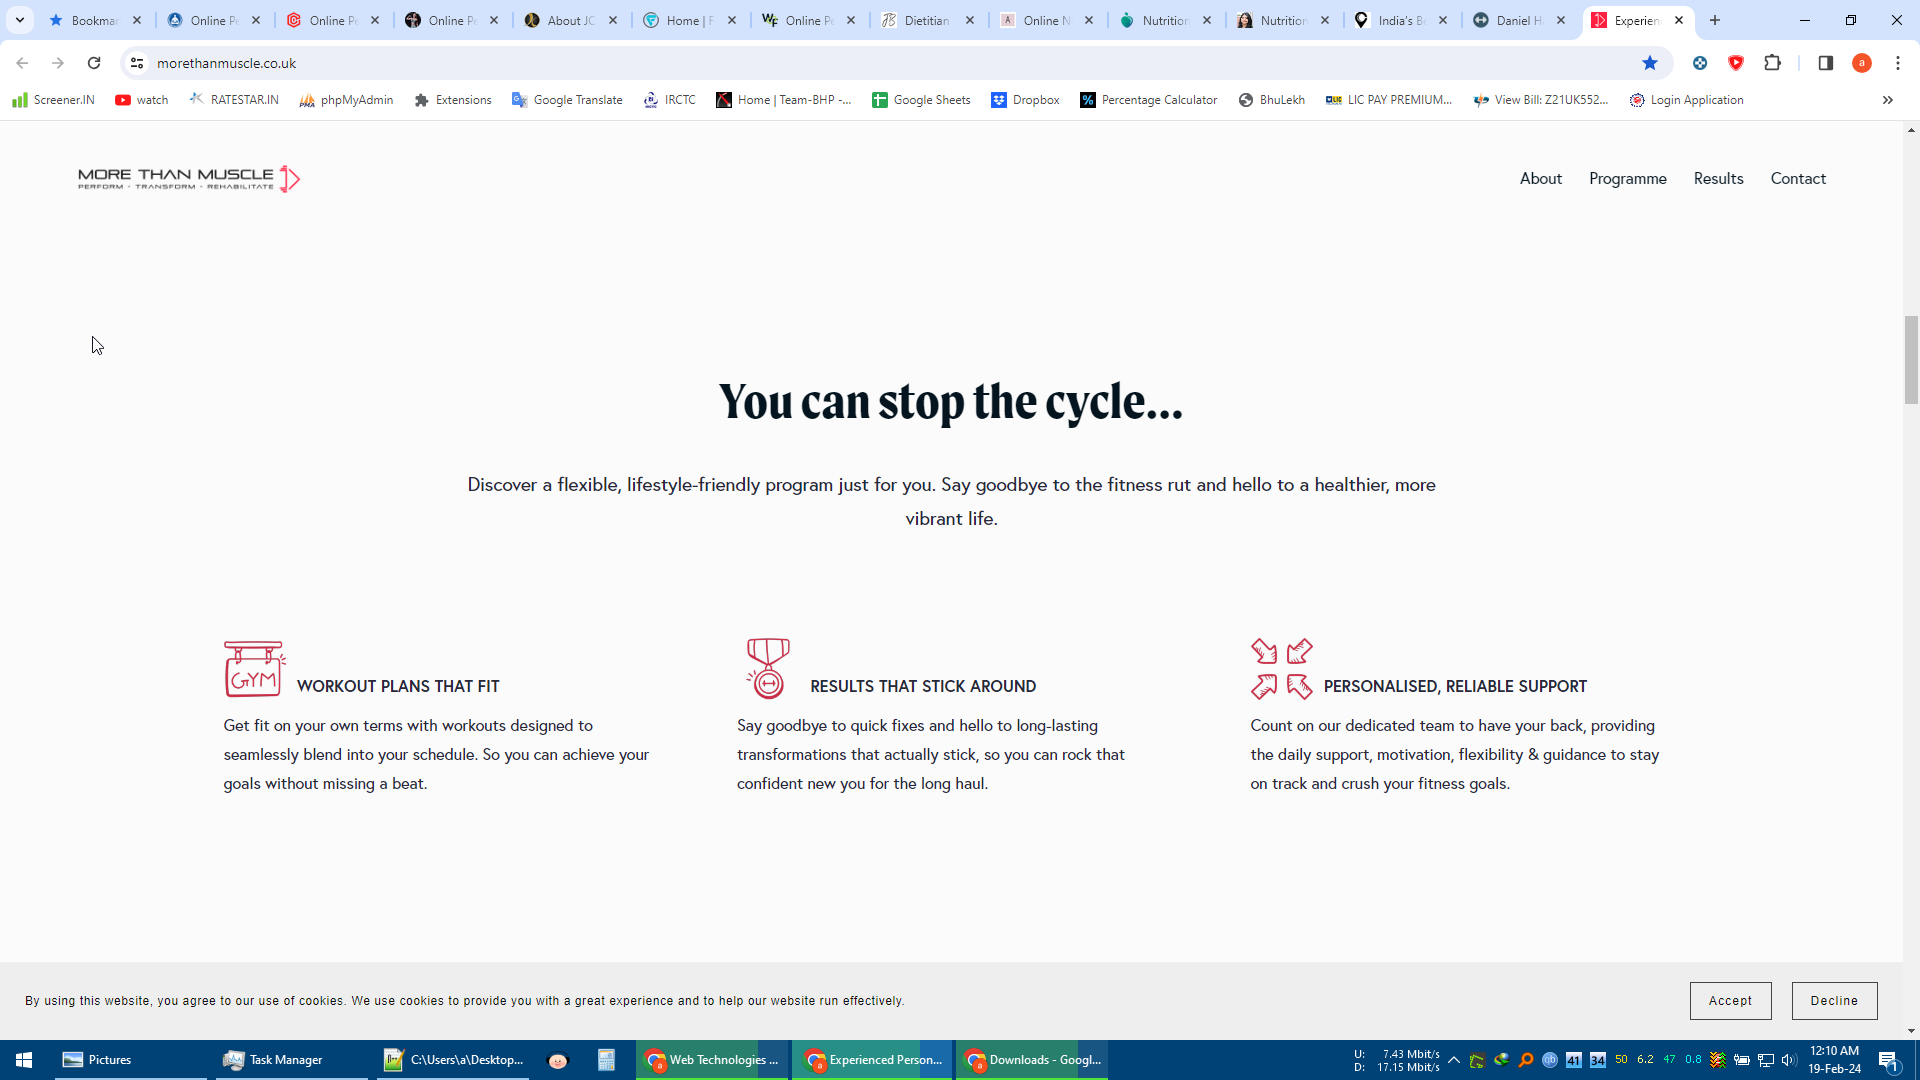 Bookmar
Online Pe
Online Pe
Online Pe
About JC
Home | F
Online Pe
Dietitian
Online N
Nutrition
Nutrition
India's B
Daniel H
Experien
morethanmuscle.co.uk
a
Screener.IN
watch
RATESTAR.IN
phpMyAdmin
Extensions
Google Translate
IRCTC
Home | Team-BHP -...
Google Sheets
Dropbox
Percentage Calculator
BhuLekh
LIC PAY PREMIUM...
View Bill: Z21UK552...
Login Application
MORE THAN MUSCLE
PERFORM - TRANSFORM - REHABILITATE
About
Programme
Results
Contact
You can stop the cycle...
Discover a flexible, lifestyle-friendly program just for you. Say goodbye to the fitness rut and hello to a healthier, more
vibrant life.
GYM
WORKOUT PLANS THAT FIT
Get fit on your own terms with workouts designed to
seamlessly blend into your schedule. So you can achieve your
goals without missing a beat.
RESULTS THAT STICK AROUND
Say goodbye to quick fixes and hello to long-lasting
transformations that actually stick, so you can rock that
confident new you for the long haul.
PERSONALISED, RELIABLE SUPPORT
Count on our dedicated team to have your back, providing
the daily support, motivation, flexibility & guidance to stay
on track and crush your fitness goals.
By using this website, you agree to our use of cookies. We use cookies to provide you with a great experience and to help our website run effectively.
Accept
Decline
Pictures
Task Manager
C:\Users\a\Desktop...
Web Technologies ...
Experienced Person...
Downloads - Googl...
U: 7.43 Mbit/s
D: 17.15 Mbit/s
41
34
50
6.2
47
0.8
12:10 AM
19-Feb-24
1